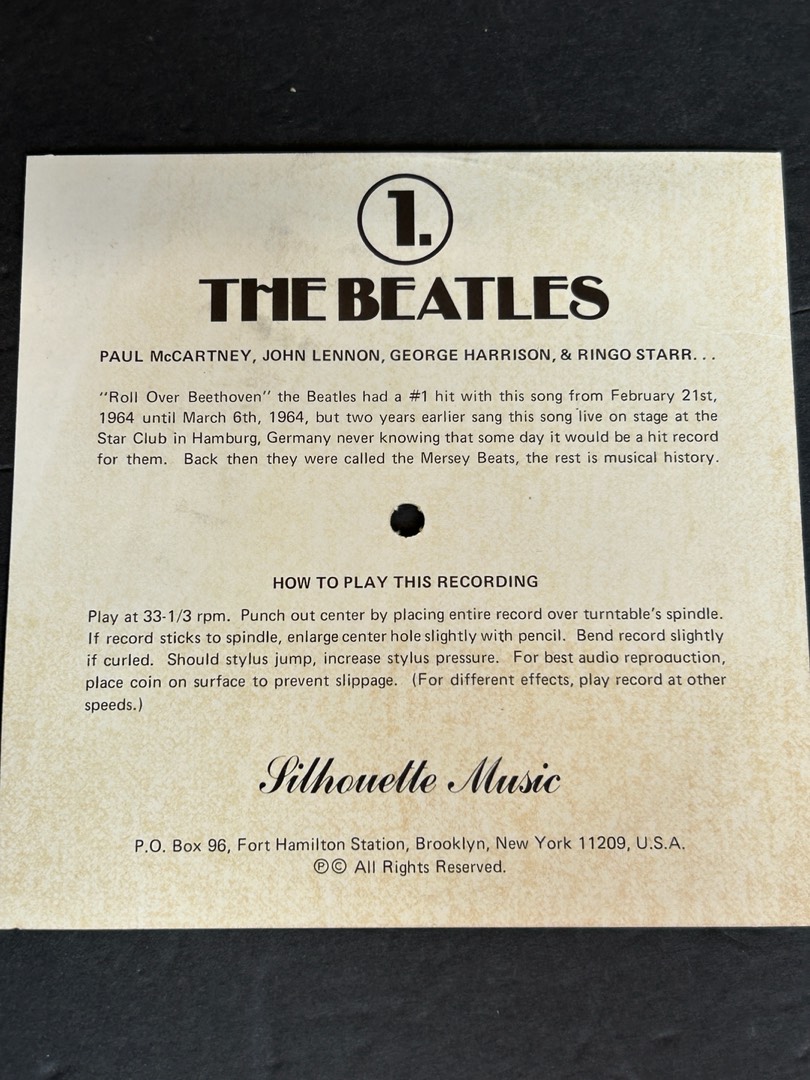 1.
THE BEATLES
PAUL McCARTNEY, JOHN LENNON, GEORGE HARRISON, & RINGO STARR...
"Roll Over Beethoven" the Beatles had a #1 hit with this song from February 21st,
1964 until March 6th, 1964, but two years earlier sang this song live on stage at the
Star Club in Hamburg, Germany never knowing that some day it would be a hit record
for them. Back then they were called the Mersey Beats, the rest is musical history.
HOW TO PLAY THIS RECORDING
Play at 33-1/3 rpm. Punch out center by placing entire record over turntable's spindle.
If record sticks to spindle, enlarge center hole slightly with pencil. Bend record slightly
if curled. Should stylus jump, increase stylus pressure. For best audio reproduction,
place coin on surface to prevent slippage. (For different effects, play record at other
speeds.)
Silhouette Music
P.O. Box 96, Fort Hamilton Station, Brooklyn, New York 11209, U.S.A.
℗© All Rights Reserved.